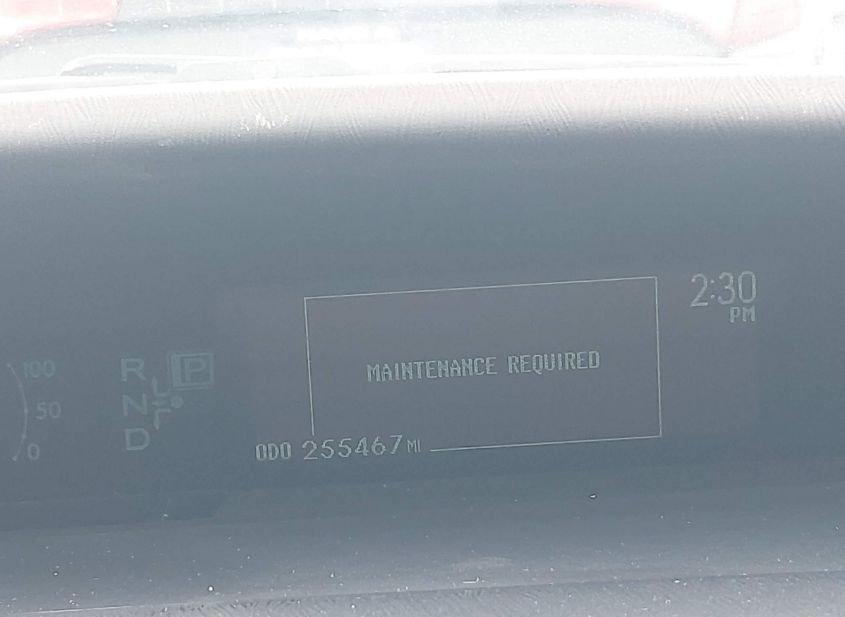 2:30
PM
100
50
0
R P
N
D
MAINTENANCE REQUIRED
ODO 255467 MI